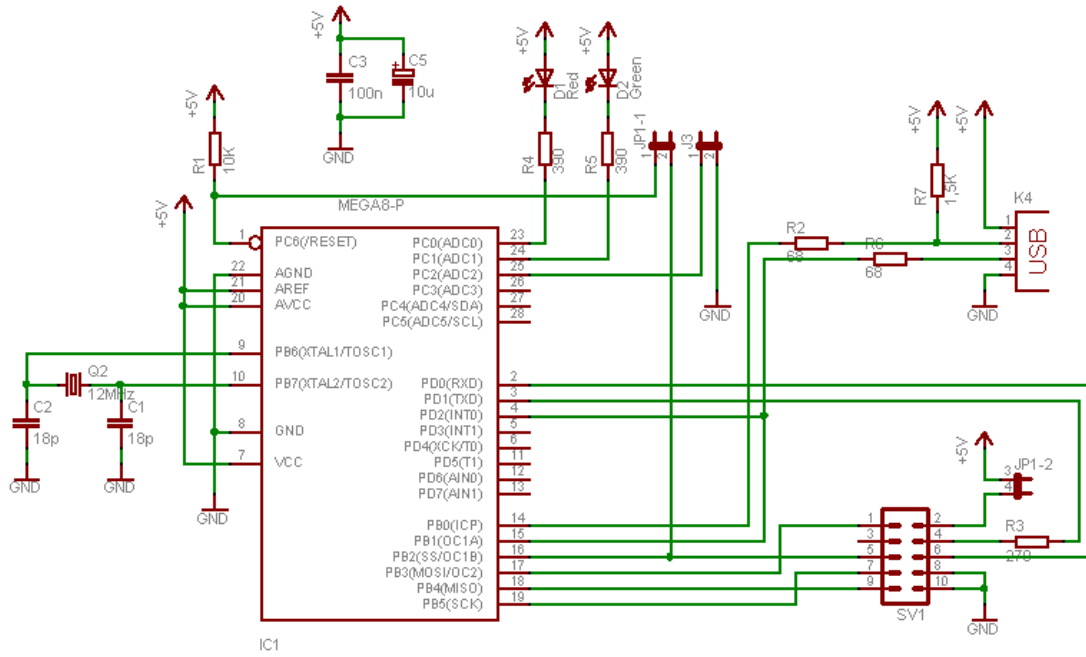 +5V
C3
100n
C5
+
10u
GND
+5V
D1
Red
R4
390
+5V
D2
Green
R5
390
JP1-1
1
2
J3
1
2
GND
+5V
R1
10K
+5V
MEGA8-P
1
PC6(/RESET)
22
AGND
21
AREF
20
AVCC
9
PB6(XTAL1/TOSC1)
10
PB7(XTAL2/TOSC2)
8
GND
7
VCC
Q2
12MHz
C2
18p
C1
18p
GND
GND
GND
PC0(ADC0)
23
PC1(ADC1)
24
PC2(ADC2)
25
PC3(ADC3)
26
PC4(ADC4/SDA)
27
PC5(ADC5/SCL)
28
PD0(RXD)
2
PD1(TXD)
3
PD2(INT0)
4
PD3(INT1)
5
PD4(XCK/T0)
6
PD5(T1)
11
PD6(AIN0)
12
PD7(AIN1)
13
PB0(ICP)
14
PB1(OC1A)
15
PB2(SS/OC1B)
16
PB3(MOSI/OC2)
17
PB4(MISO)
18
PB5(SCK)
19
IC1
+5V
+5V
R7
1,5K
K4
R2
68
R6
68
1
2
3
4
USB
GND
+5V
JP1-2
3
4
R3
270
1
2
3
4
5
6
7
8
9
10
SV1
GND